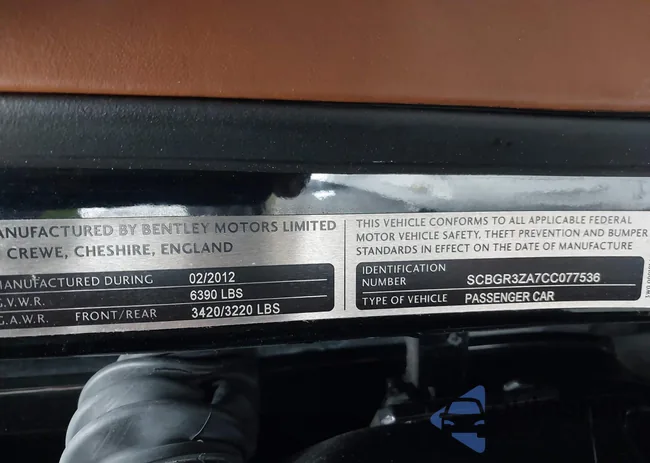 MANUFACTURED BY BENTLEY MOTORS LIMITED
CREWE, CHESHIRE, ENGLAND
MANUFACTURED DURING 02/2012
G.V.W.R. 6390 LBS
G.A.W.R. FRONT/REAR 3420/3220 LBS
THIS VEHICLE CONFORMS TO ALL APPLICABLE FEDERAL
MOTOR VEHICLE SAFETY, THEFT PREVENTION AND BUMPER
STANDARDS IN EFFECT ON THE DATE OF MANUFACTURE
IDENTIFICATION
NUMBER SCBGR3ZA7CC077536
TYPE OF VEHICLE PASSENGER CAR